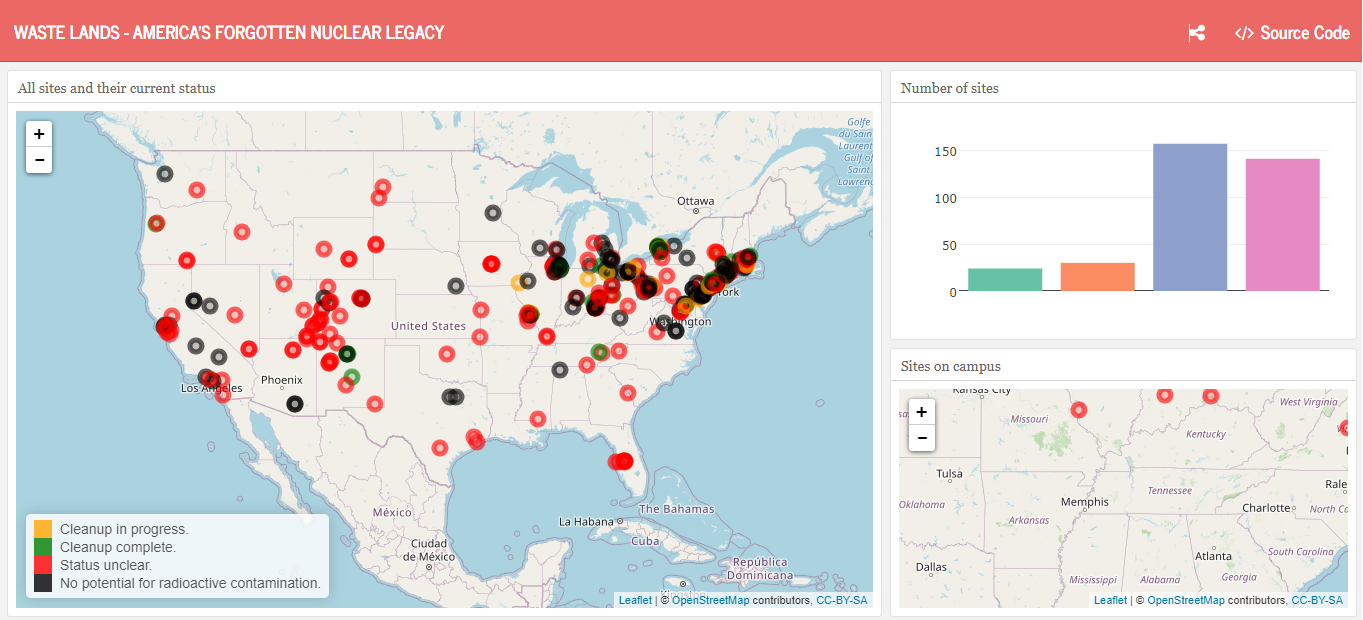 WASTE LANDS - AMERICA'S FORGOTTEN NUCLEAR LEGACY
</> Source Code
All sites and their current status
+
−
Golfe
du Sain
Laurent
Gulf of
Saint
Lawrenc
Ottawa
York
Washington
United States
Phoenix
Los Angeles
México
Ciudad
de México
La Habana
The Bahamas
Cuba
República
Dominicana
Kingston
Cleanup in progress.
Cleanup complete.
Status unclear.
No potential for radioactive contamination.
Leaflet | © OpenStreetMap contributors, CC-BY-SA
Number of sites
150
100
50
0
Sites on campus
+
−
Kansas City
Missouri
West Virginia
Kentucky
Tulsa
Oklahoma
Memphis
Tennessee
Arkansas
Charlotte
Rale
North Ca
Atlanta
South Carolina
Dallas
Mississippi
Alabama
Georgia
Leaflet | © OpenStreetMap contributors, CC-BY-SA